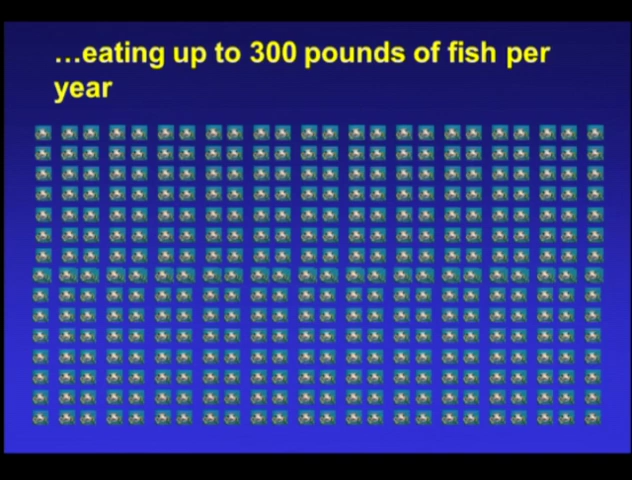 …eating up to 300 pounds of fish per
year